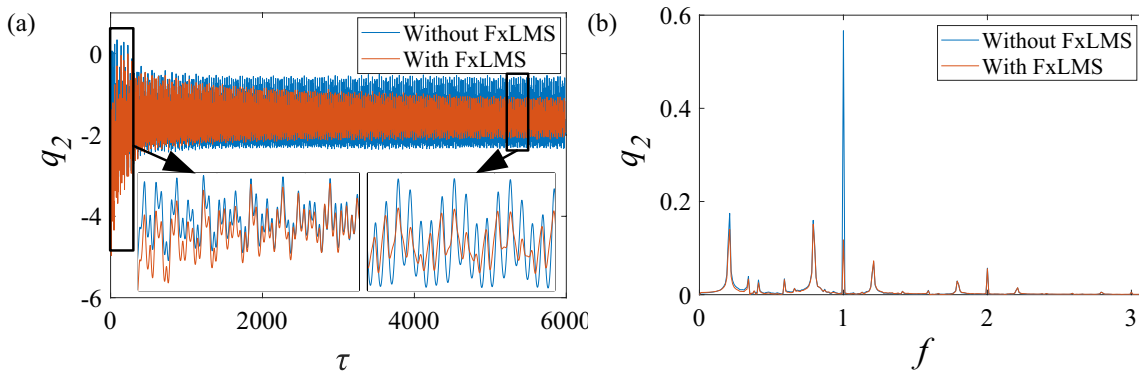 (a)
Without FxLMS
With FxLMS
0
-2
-4
-6
q2
0
2000
4000
6000
τ
(b)
Without FxLMS
With FxLMS
0.6
0.4
0.2
0
q2
0
1
2
3
f